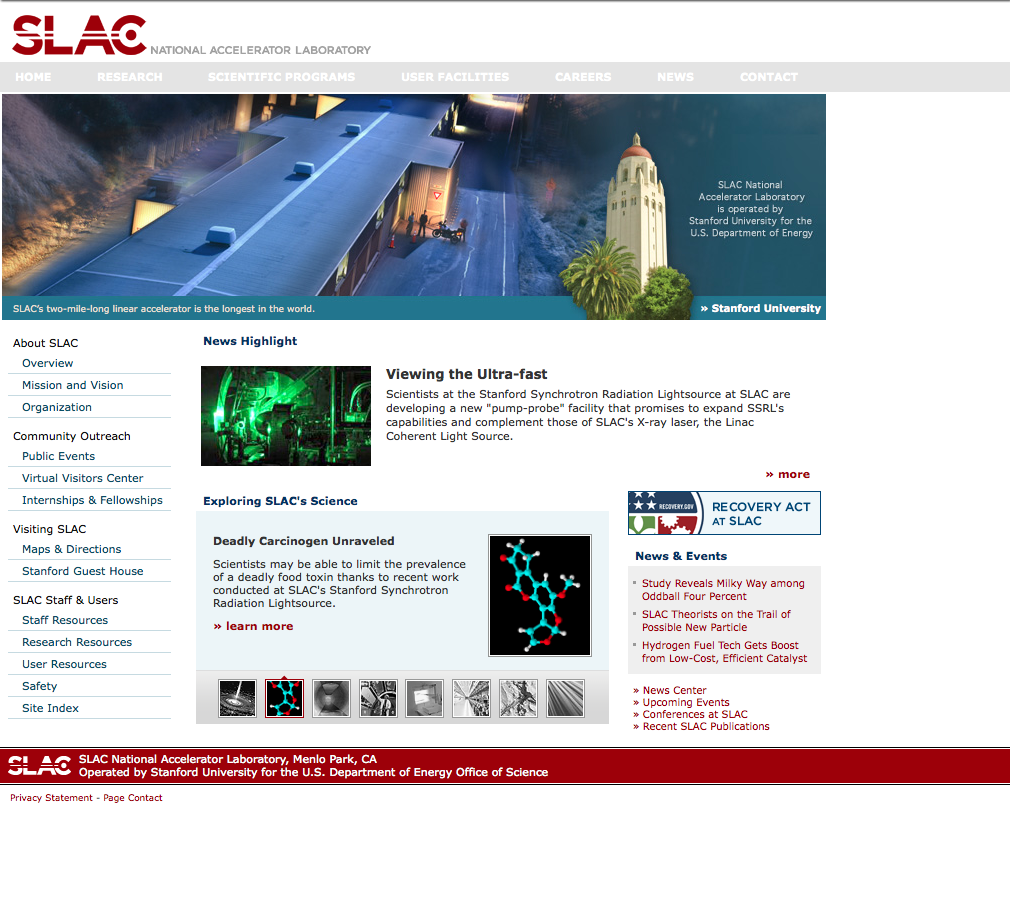 SLAC NATIONAL ACCELERATOR LABORATORY
HOME RESEARCH SCIENTIFIC PROGRAMS USER FACILITIES CAREERS NEWS CONTACT
SLAC National
Accelerator Laboratory
is operated by
Stanford University for the
U.S. Department of Energy
SLAC's two-mile-long linear accelerator is the longest in the world.
» Stanford University
About SLAC
Overview
Mission and Vision
Organization
Community Outreach
Public Events
Virtual Visitors Center
Internships & Fellowships
Visiting SLAC
Maps & Directions
Stanford Guest House
SLAC Staff & Users
Staff Resources
Research Resources
User Resources
Safety
Site Index
News Highlight
Viewing the Ultra-fast
Scientists at the Stanford Synchrotron Radiation Lightsource at SLAC are
developing a new "pump-probe" facility that promises to expand SSRL's
capabilities and complement those of SLAC's X-ray laser, the Linac
Coherent Light Source.
» more
Exploring SLAC's Science
Deadly Carcinogen Unraveled
Scientists may be able to limit the prevalence
of a deadly food toxin thanks to recent work
conducted at SLAC's Stanford Synchrotron
Radiation Lightsource.
» learn more
RECOVERY.GOV
RECOVERY ACT
AT SLAC
News & Events
Study Reveals Milky Way among
Oddball Four Percent
SLAC Theorists on the Trail of
Possible New Particle
Hydrogen Fuel Tech Gets Boost
from Low-Cost, Efficient Catalyst
» News Center
» Upcoming Events
» Conferences at SLAC
» Recent SLAC Publications
SLAC
SLAC National Accelerator Laboratory, Menlo Park, CA
Operated by Stanford University for the U.S. Department of Energy Office of Science
Privacy Statement - Page Contact